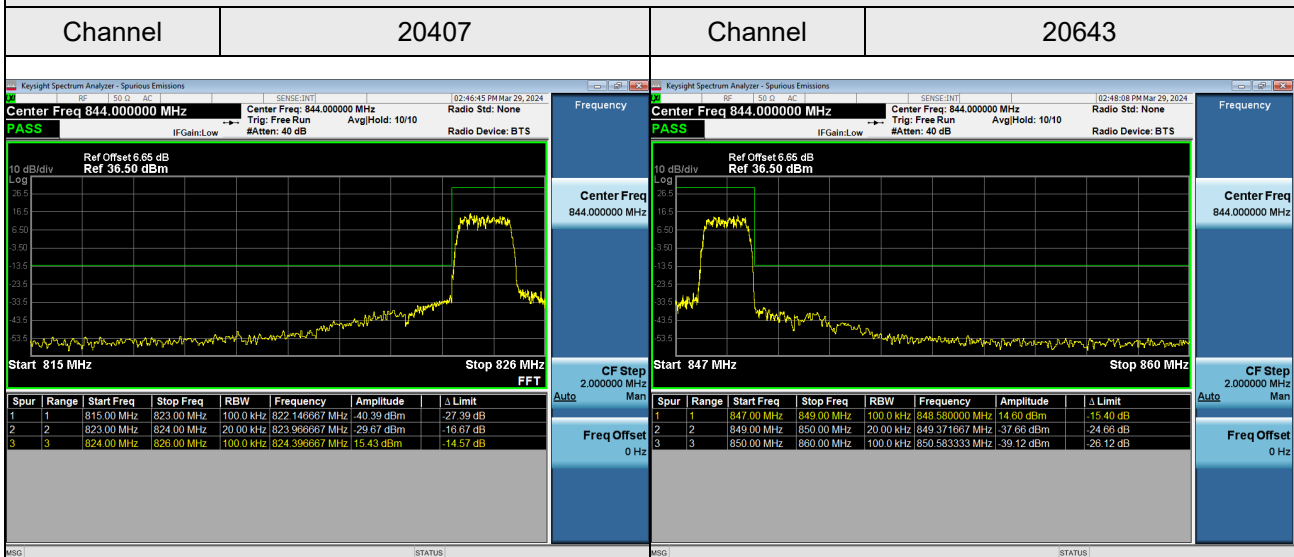 Channel 20407 Channel 20643
Keysight Spectrum Analyzer - Spurious Emissions
RF 50 Ω AC SENSE:INT 02:46:45 PM Mar 29, 2024
Center Freq 844.000000 MHz
Center Freq: 844.000000 MHz
Radio Std: None
Trig: Free Run Avg|Hold: 10/10
PASS
IFGain:Low
#Atten: 40 dB
Radio Device: BTS
Ref Offset 6.65 dB
10 dB/div Ref 36.50 dBm
Log
26.5
16.5
6.50
-3.50
-13.5
-23.5
-33.5
-43.5
-53.5
Start 815 MHz Stop 826 MHz
FFT
Spur Range Start Freq Stop Freq RBW Frequency Amplitude Δ Limit
1 1 815.00 MHz 823.00 MHz 100.0 kHz 822.146667 MHz -40.39 dBm -27.39 dB
2 2 823.00 MHz 824.00 MHz 20.00 kHz 823.966667 MHz -29.67 dBm -16.67 dB
3 3 824.00 MHz 826.00 MHz 100.0 kHz 824.396667 MHz 15.43 dBm -14.57 dB
MSG STATUS
Frequency
Center Freq
844.000000 MHz
CF Step
2.000000 MHz
Auto Man
Freq Offset
0 Hz
Keysight Spectrum Analyzer - Spurious Emissions
RF 50 Ω AC SENSE:INT 02:48:08 PM Mar 29, 2024
Center Freq 844.000000 MHz
Center Freq: 844.000000 MHz
Radio Std: None
Trig: Free Run Avg|Hold: 10/10
PASS
IFGain:Low
#Atten: 40 dB
Radio Device: BTS
Ref Offset 6.65 dB
10 dB/div Ref 36.50 dBm
Log
26.5
16.5
6.50
-3.50
-13.5
-23.5
-33.5
-43.5
-53.5
Start 847 MHz Stop 860 MHz
Spur Range Start Freq Stop Freq RBW Frequency Amplitude Δ Limit
1 1 847.00 MHz 849.00 MHz 100.0 kHz 848.580000 MHz 14.60 dBm -15.40 dB
2 2 849.00 MHz 850.00 MHz 20.00 kHz 849.371667 MHz -37.66 dBm -24.66 dB
3 3 850.00 MHz 860.00 MHz 100.0 kHz 850.583333 MHz -39.12 dBm -26.12 dB
MSG STATUS
Frequency
Center Freq
844.000000 MHz
CF Step
2.000000 MHz
Auto Man
Freq Offset
0 Hz